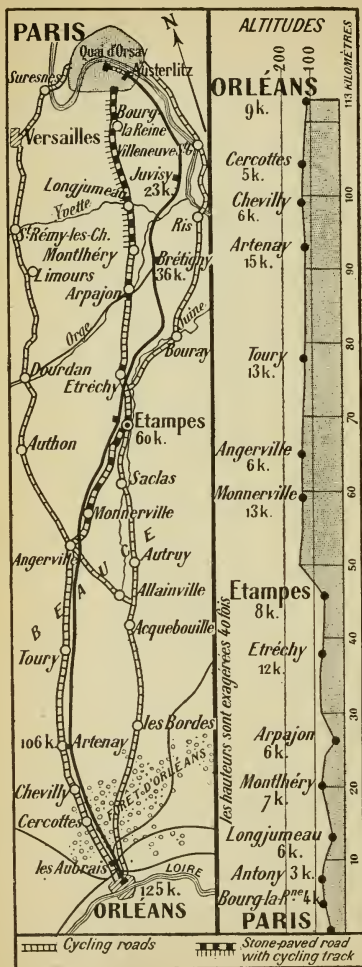 PARIS
Quai d'Orsay
Austerlitz
Suresnes
N
Bourg
la Reine
Versailles
Villeneuve
Juvisy
23k.
Longjumeau
Yvette
Ris
St Rémy-les-Ch.
Montlhéry
Brétigny
36k.
Limours
Arpajon
Orge
Juine
Bouray
Dourdan
Etréchy
Etampes
60k.
Authon
Saclas
Monnerville
Angerville
Autruy
BEAUCE
Allainville
Acquebouille
Toury
les Bordes
106k.
Artenay
FORÊT D'ORLÉANS
Chevilly
Cercottes
les Aubrais
LOIRE
125k.
ORLÉANS
ALTITUDES
200
100
113 KILOMÈTRES
ORLÉANS
9k.
Cercottes
5k.
Chevilly
6k.
100
Artenay
15k.
90
80
Toury
13k.
70
Angerville
6k.
Monnerville
13k.
60
Etampes
8k.
50
Etréchy
12k.
40
les hauteurs sont exagérées 40 fois
30
Arpajon
6k.
Montlhéry
7k.
20
Longjumeau
6k.
10
Antony 3k.
Bourg-la-Rne 4k
PARIS
Cycling roads
Stone-paved road
with cycling track